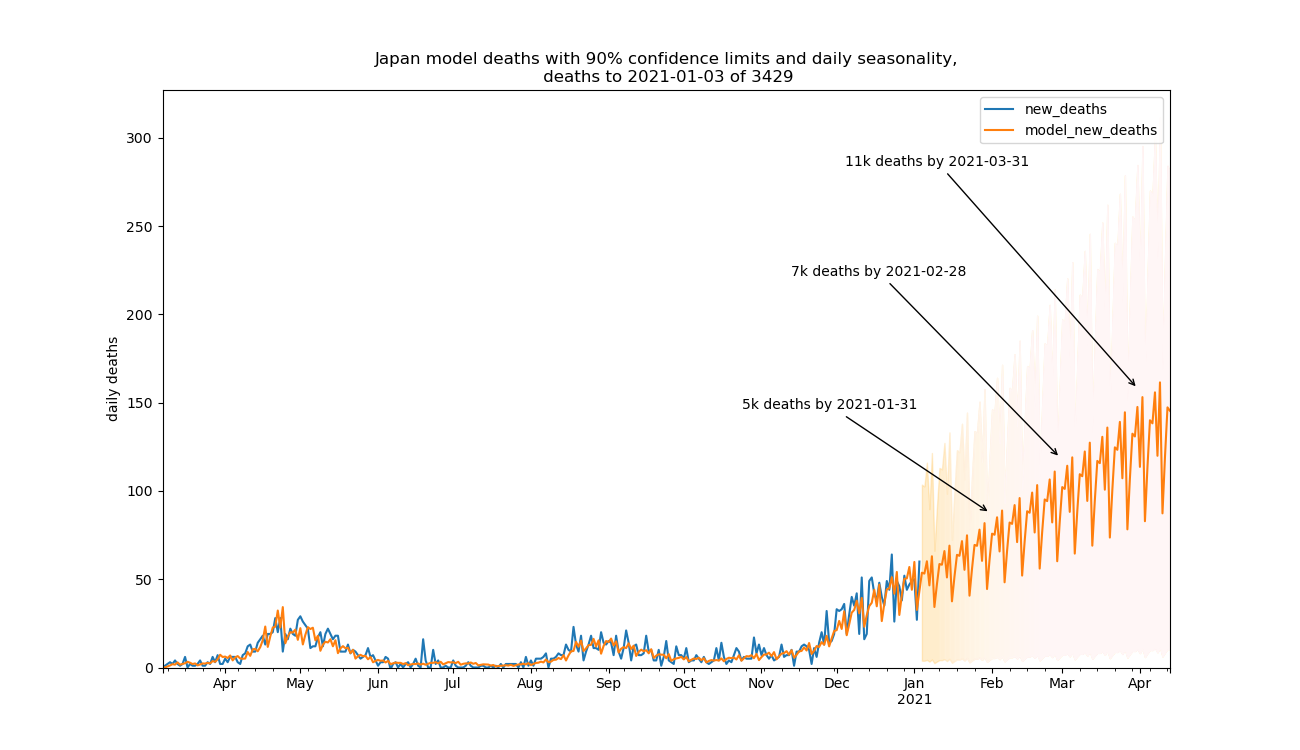 Japan model deaths with 90% confidence limits and daily seasonality,
deaths to 2021-01-03 of 3429
new_deaths
model_new_deaths
11k deaths by 2021-03-31
7k deaths by 2021-02-28
5k deaths by 2021-01-31
daily deaths
300
250
200
150
100
50
0
Apr May Jun Jul Aug Sep Oct Nov Dec Jan Feb Mar Apr
2021